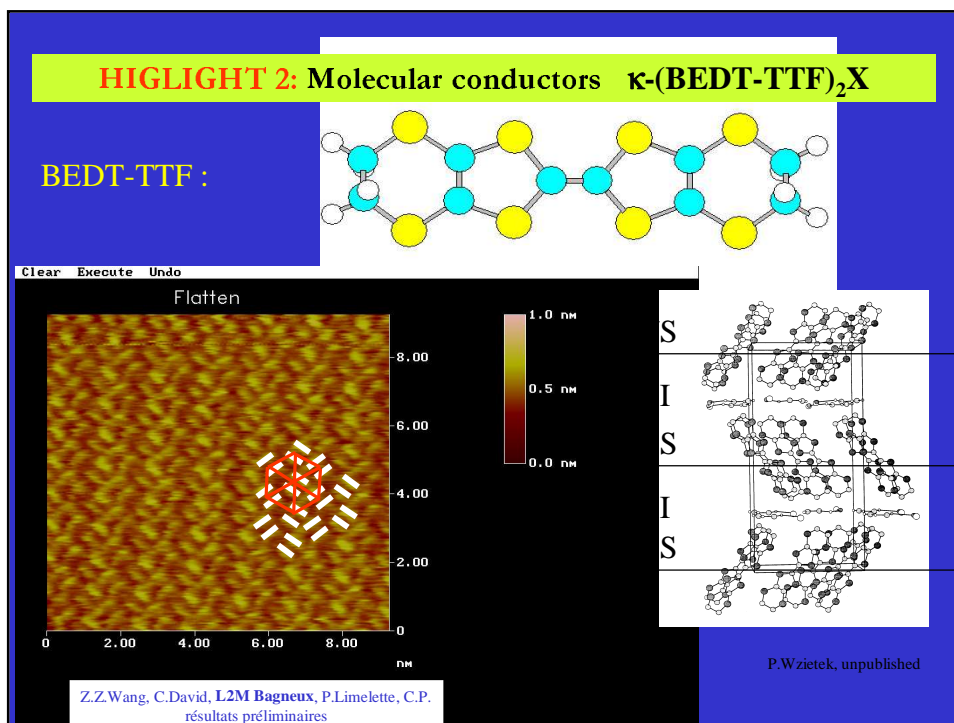 HIGLIGHT 2: Molecular conductors κ-(BEDT-TTF)2X
BEDT-TTF :
Clear Execute Undo
Flatten
1.0 nm
0.5 nm
0.0 nm
8.00
6.00
4.00
2.00
0
0 2.00 4.00 6.00 8.00
nm
S
I
S
I
S
P.Wzietek, unpublished
Z.Z.Wang, C.David, L2M Bagneux, P.Limelette, C.P.
résultats préliminaires